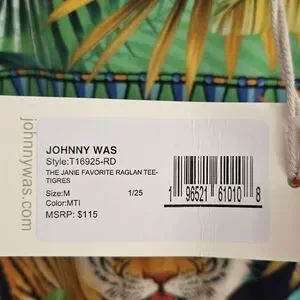 johnnywas.com
JOHNNY WAS
Style:T16925-RD
THE JANIE FAVORITE RAGLAN TEE-
TIGRES
Size:M 1/25
Color:MTI
MSRP: $115
1 96521 61010 8